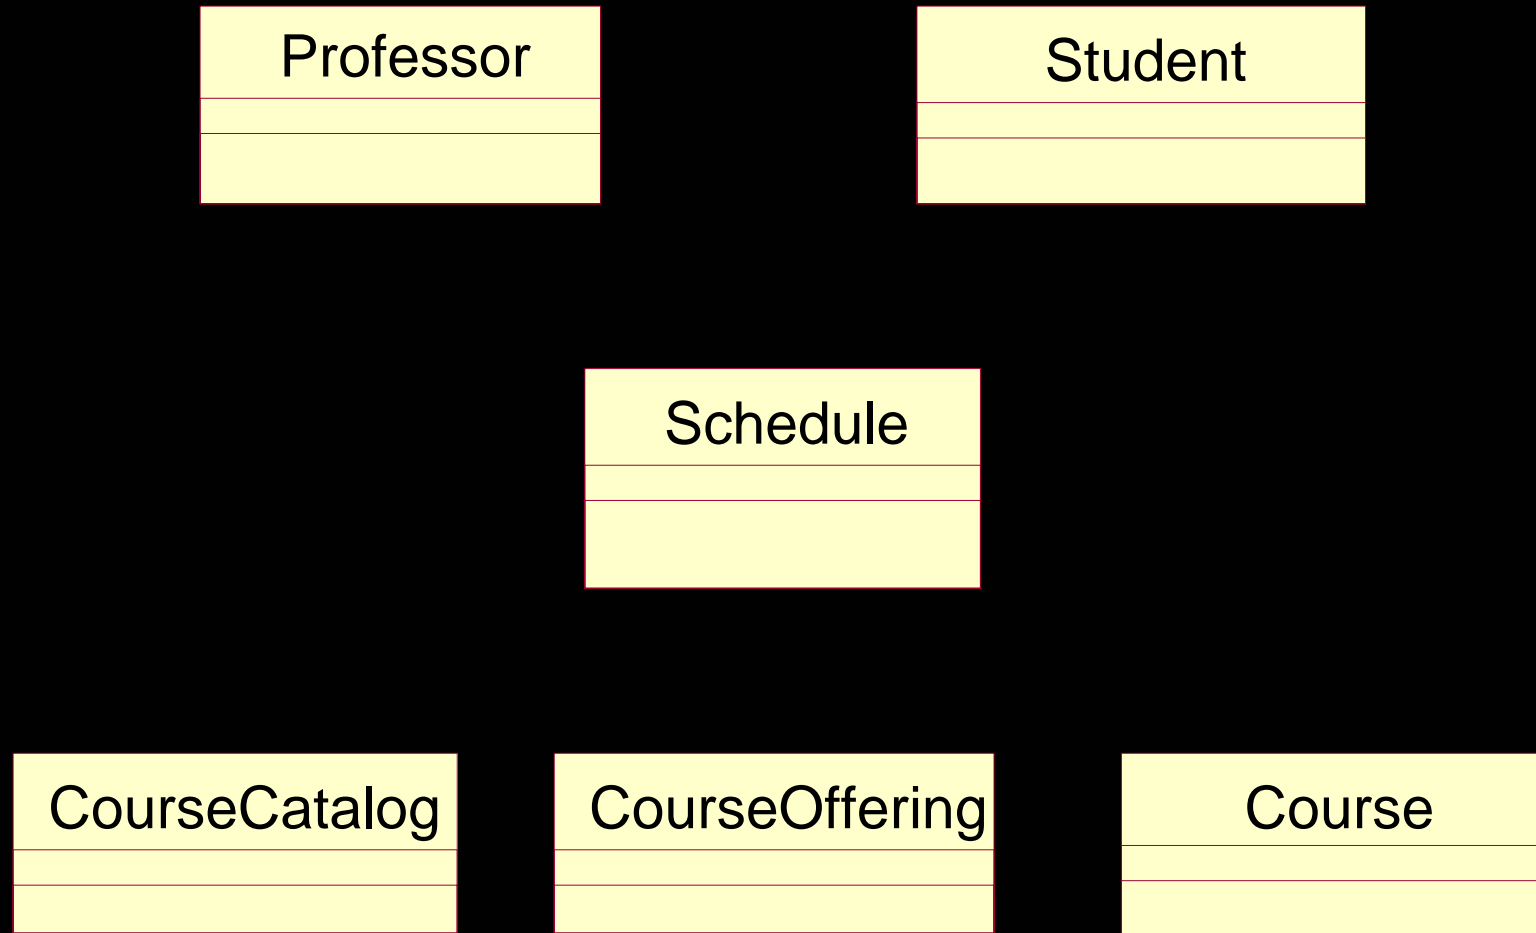 Professor
Student
Schedule
CourseCatalog
CourseOffering
Course